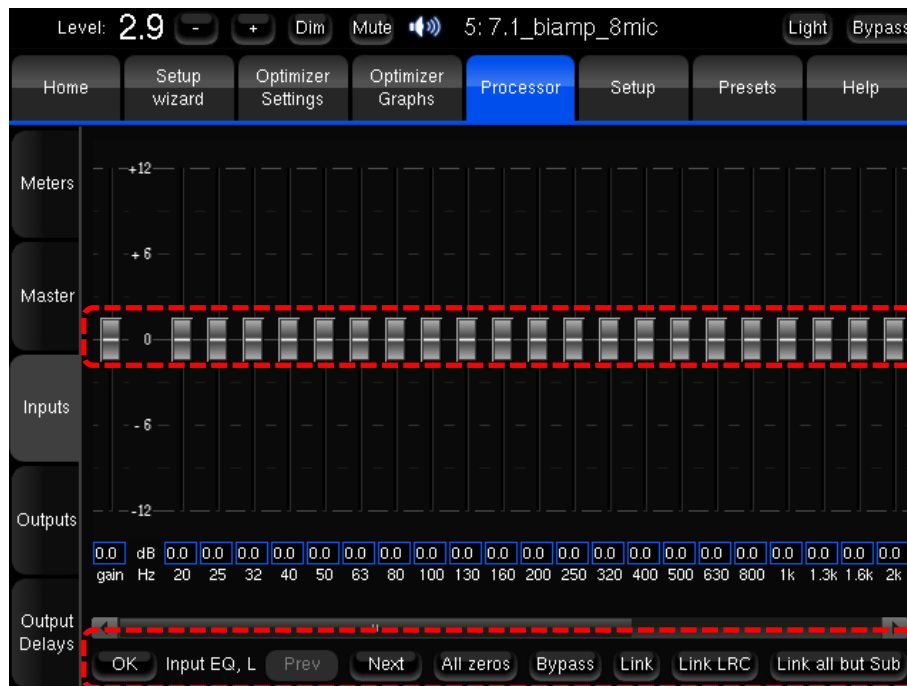 Level: 2.9 - + Dim Mute 5: 7.1_biamp_8mic Light Bypass
Home Setup wizard Optimizer Settings Optimizer Graphs Processor Setup Presets Help
Meters
Master
Inputs
Outputs
Output Delays
+12
+ 6
0
- 6
-12
0.0 dB 0.0 0.0 0.0 0.0 0.0 0.0 0.0 0.0 0.0 0.0 0.0 0.0 0.0 0.0 0.0 0.0 0.0 0.0 0.0 0.0 0.0
gain Hz 20 25 32 40 50 63 80 100 130 160 200 250 320 400 500 630 800 1k 1.3k 1.6k 2k
OK Input EQ, L Prev Next All zeros Bypass Link Link LRC Link all but Sub